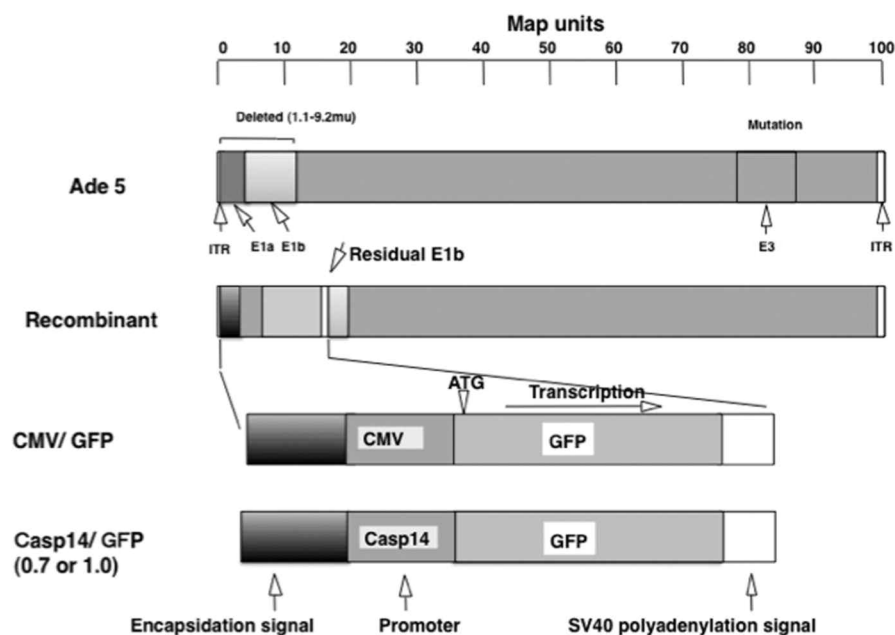 Map units
0 10 20 30 40 50 60 70 80 90 100
Deleted (1.1-9.2mu)
Mutation
Ade 5
ITR E1a E1b E3 ITR
Residual E1b
Recombinant
ATG Transcription
CMV/ GFP CMV GFP
Casp14/ GFP Casp14 GFP
(0.7 or 1.0)
Encapsidation signal Promoter SV40 polyadenylation signal